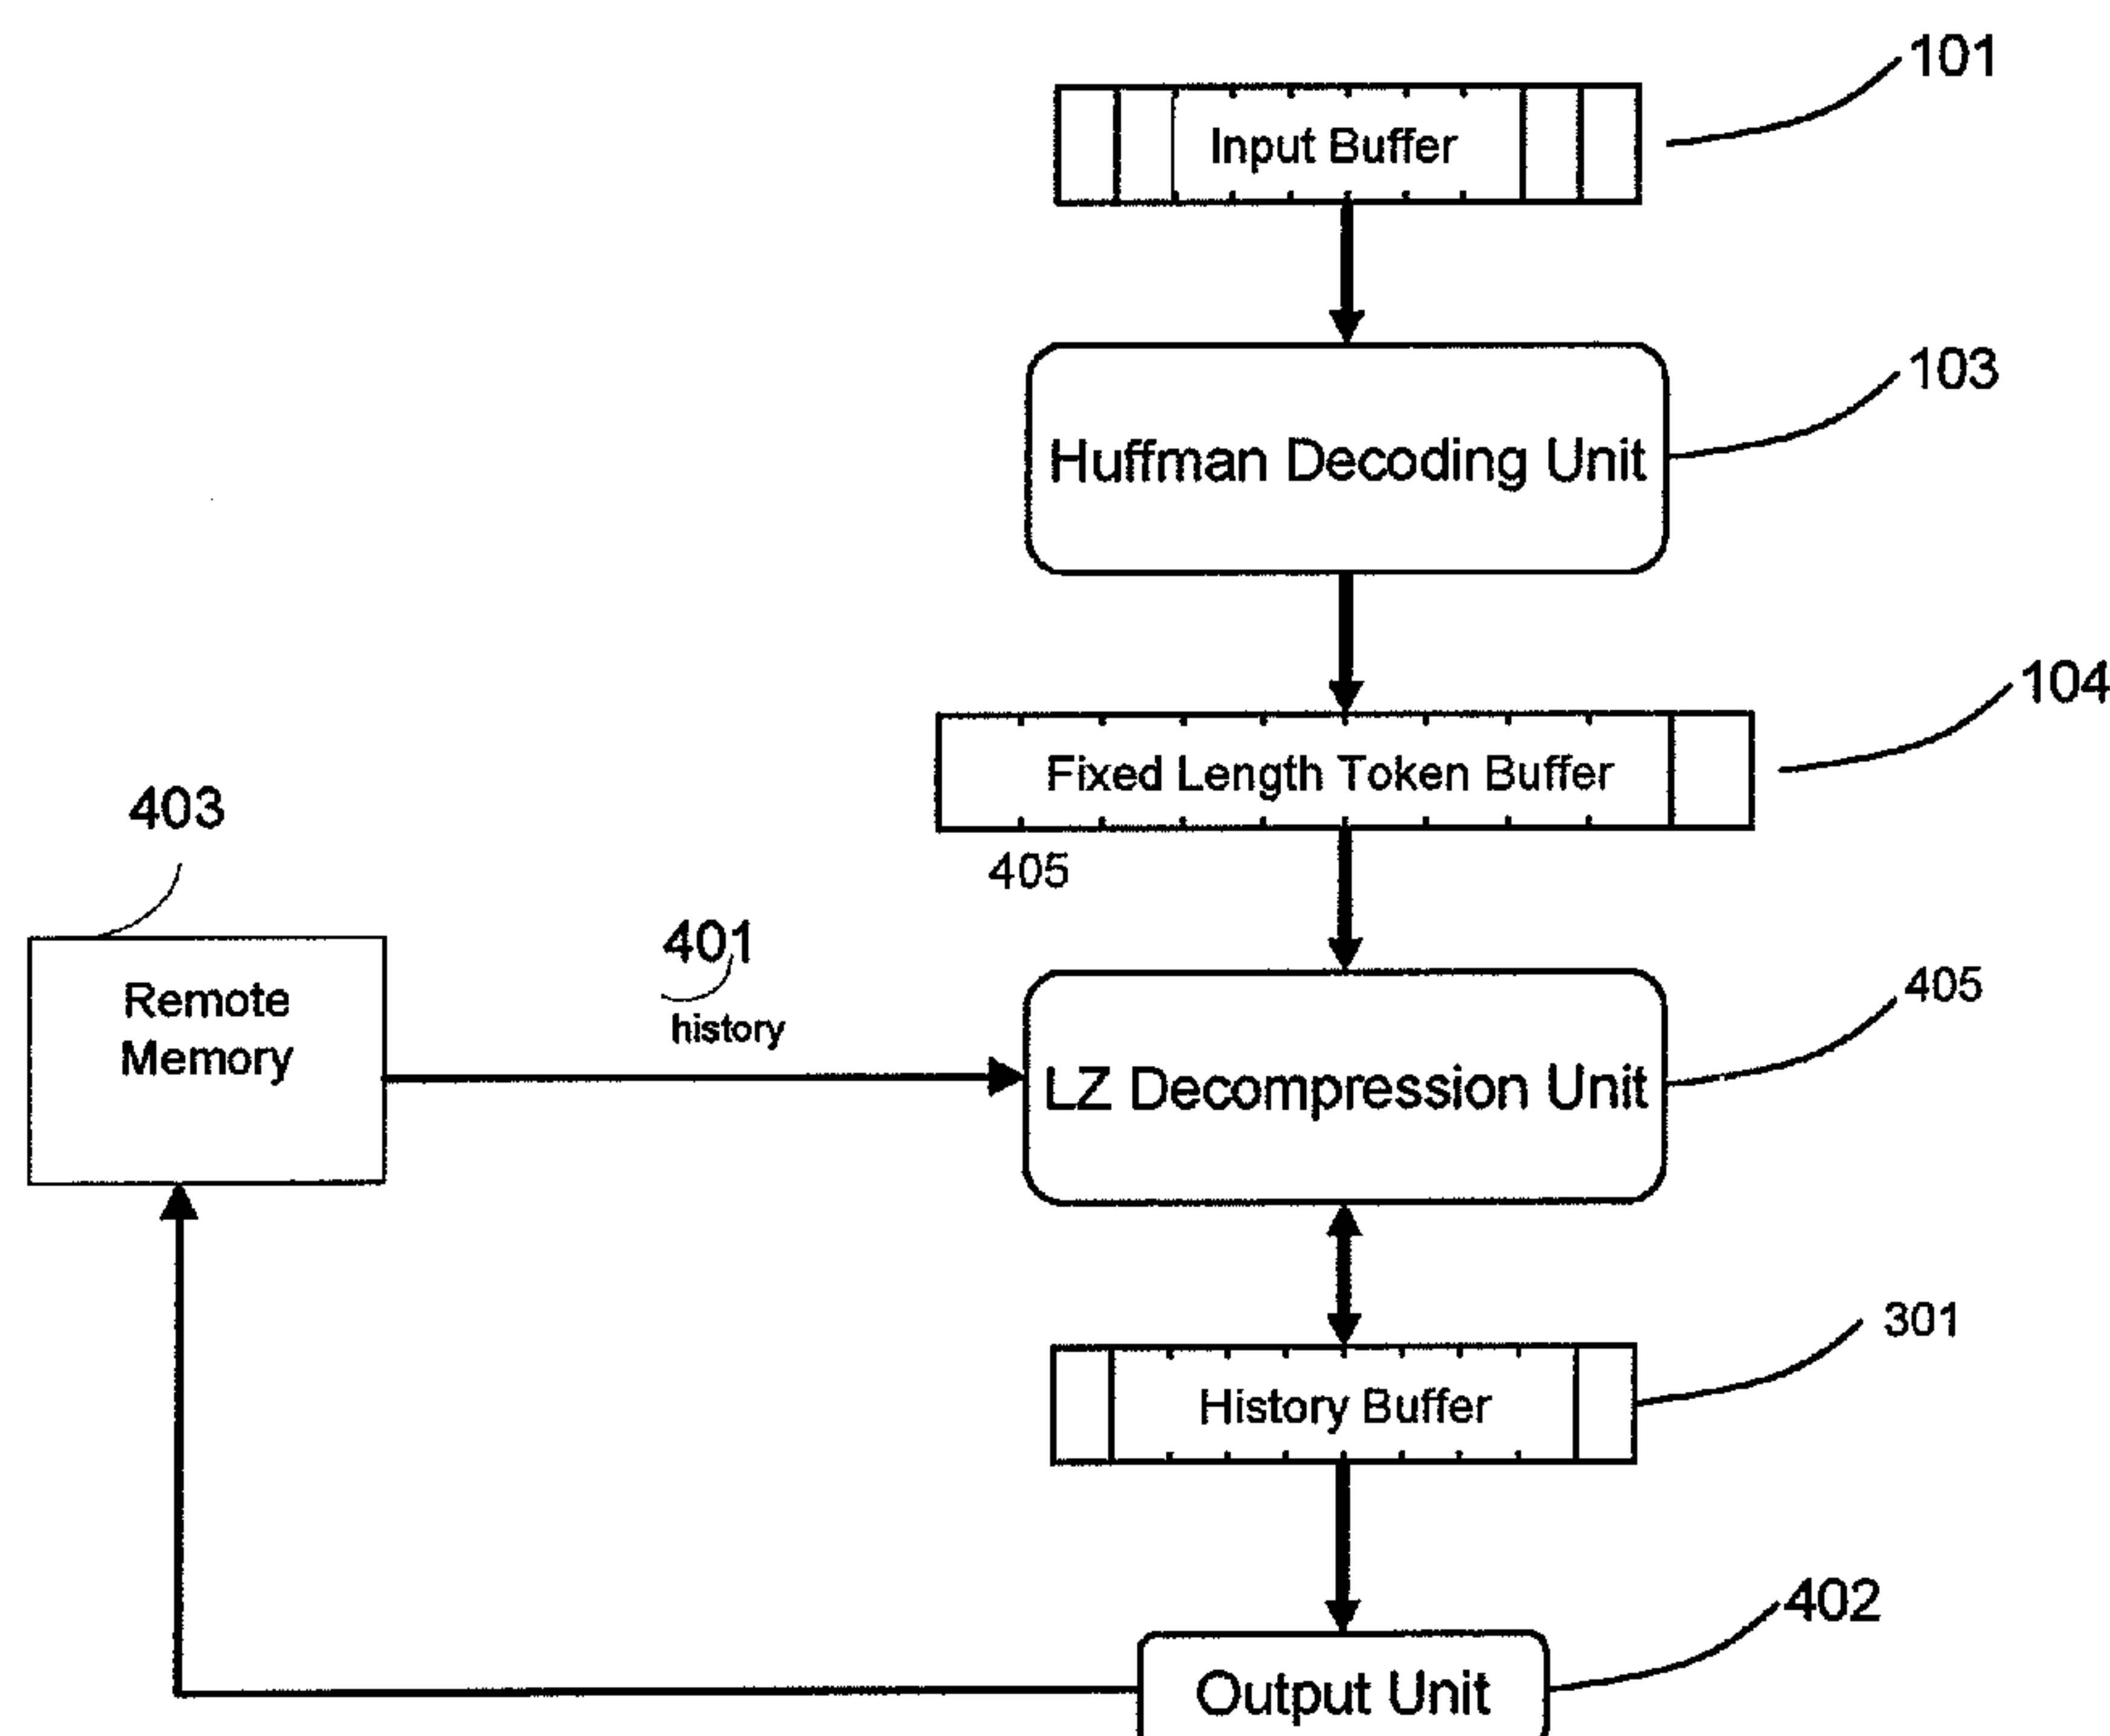 101
Input Buffer
103
Huffman Decoding Unit
104
Fixed Length Token Buffer
403
405
401
history
Remote
Memory
405
LZ Decompression Unit
301
History Buffer
402
Output Unit